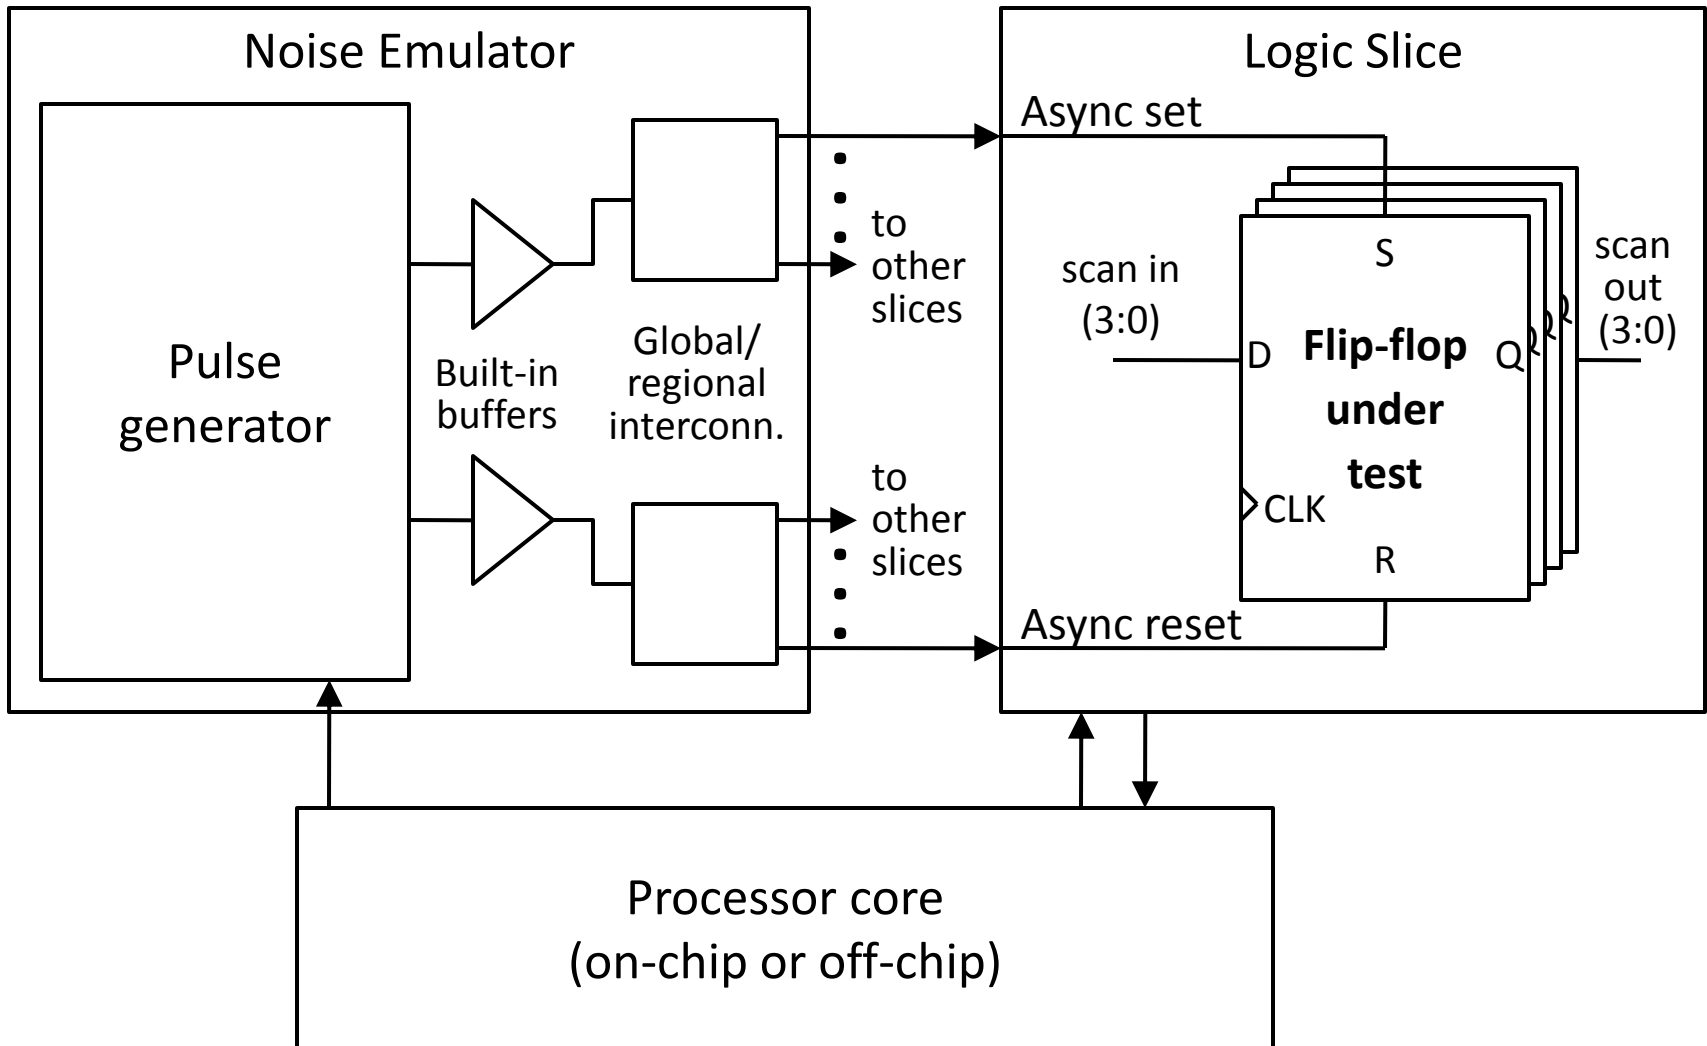 Noise Emulator
Pulse
generator
Built-in
buffers
Global/
regional
interconn.
to
other
slices
to
other
slices
Logic Slice
Async set
scan in
(3:0)
S
D
Flip-flop
under
test
Q
Q
Q
Q
CLK
R
scan
out
(3:0)
Async reset
Processor core
(on-chip or off-chip)